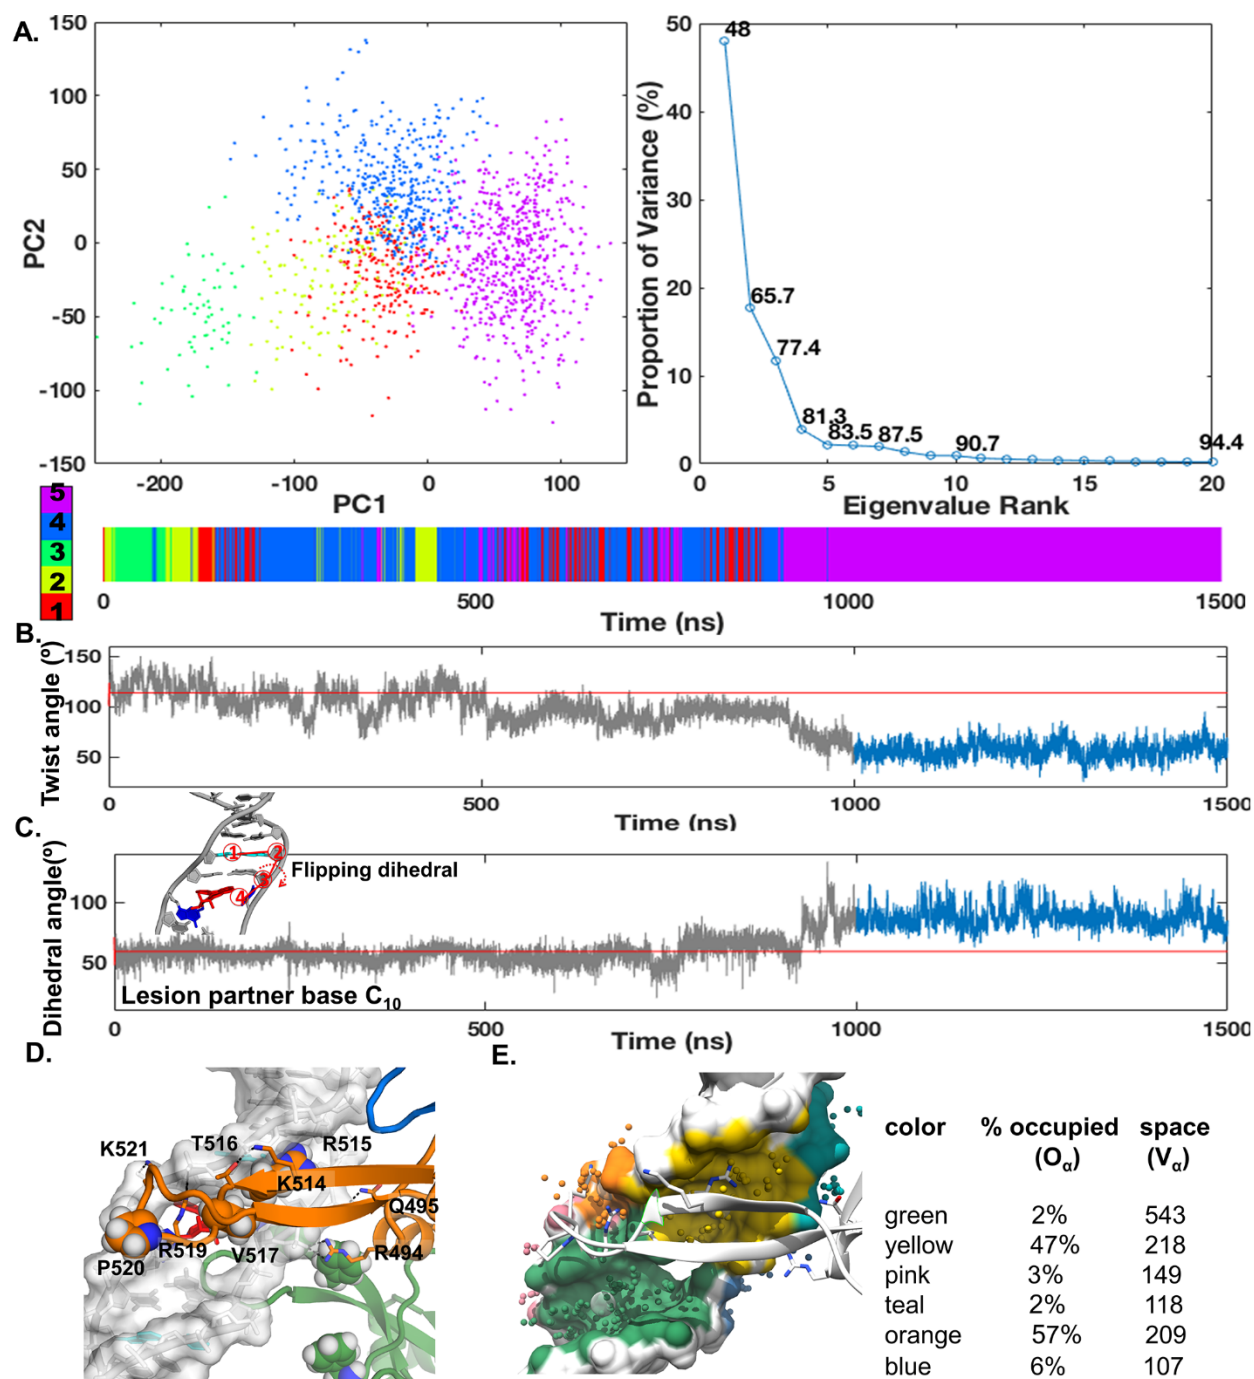 A.
150
100
50
0
-50
-100
-150
PC2
-200
-100
0
100
PC1
50
40
30
20
10
0
Proportion of Variance (%)
48
65.7
77.4
81.3
83.5
87.5
90.7
94.4
0
5
10
15
20
Eigenvalue Rank
5
4
3
2
1
0
500
1000
1500
Time (ns)
B.
150
100
50
Twist angle (º)
0
500
1000
1500
Time (ns)
C.
100
50
Dihedral angle(º)
1
2
3
4
Flipping dihedral
Lesion partner base C10
0
500
1000
1500
Time (ns)
D.
K521
T516
R515
K514
Q495
R519
V517
R494
P520
E.
color % occupied space
(Oα) (Vα)
green 2% 543
yellow 47% 218
pink 3% 149
teal 2% 118
orange 57% 209
blue 6% 107